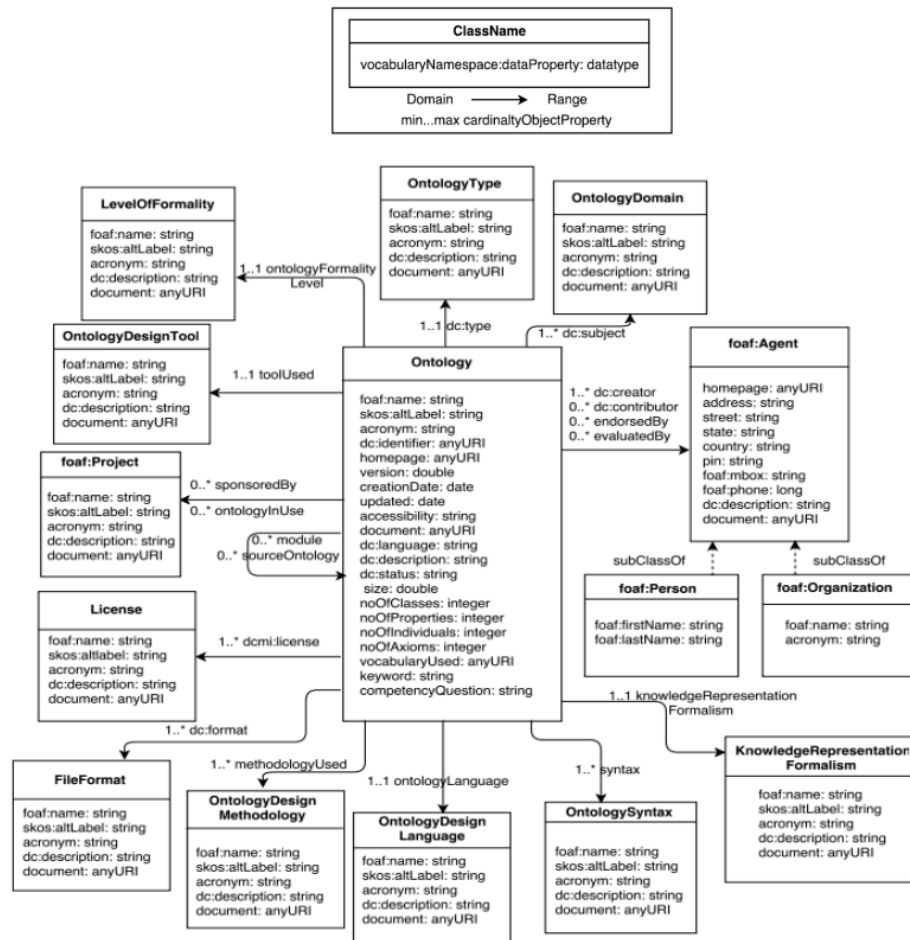 ClassName
vocabularyNamespace:dataProperty: datatype
Domain
Range
min...max cardinaltyObjectProperty
LevelOfFormality
foaf:name: string
skos:altLabel: string
acronym: string
dc:description: string
document: anyURI
OntologyType
foaf:name: string
skos:altLabel: string
acronym: string
dc:description: string
document: anyURI
OntologyDomain
foaf:name: string
skos:altLabel: string
acronym: string
dc:description: string
document: anyURI
1..1 ontologyFormality
Level
1..1 dc:type
1..* dc:subject
OntologyDesignTool
foaf:name: string
skos:altLabel: string
acronym: string
dc:description: string
document: anyURI
1..1 toolUsed
Ontology
foaf:name: string
skos:altLabel: string
acronym: string
dc:identifier: anyURI
homepage: anyURI
version: double
creationDate: date
updated: date
accessibility: string
document: anyURI
dc:language: string
dc:description: string
dc:status: string
size: double
noOfClasses: integer
noOfProperties: integer
noOfIndividuals: integer
noOfAxioms: integer
vocabularyUsed: anyURI
keyword: string
competencyQuestion: string
1..* dc:creator
0..* dc:contributor
0..* endorsedBy
0..* evaluatedBy
foaf:Agent
homepage: anyURI
address: string
street: string
state: string
country: string
pin: string
foaf:mbox: string
foaf:phone: long
dc:description: string
document: anyURI
foaf:Project
foaf:name: string
skos:altLabel: string
acronym: string
dc:description: string
document: anyURI
0..* sponsoredBy
0..* ontologyInUse
0..* module
0..* sourceOntology
subClassOf
subClassOf
foaf:Person
foaf:firstName: string
foaf:lastName: string
foaf:Organization
foaf:name: string
acronym: string
License
foaf:name: string
skos:altlabel: string
acronym: string
dc:description: string
document: anyURI
1..* dcmi:license
1..* dc:format
1..* methodologyUsed
1..1 ontologyLanguage
1..* syntax
1..1 knowledgeRepresentation
Formalism
FileFormat
foaf:name: string
skos:altLabel: string
acronym: string
dc:description: string
document: anyURI
OntologyDesign
Methodology
foaf:name: string
skos:altLabel: string
acronym: string
dc:description: string
document: anyURI
OntologyDesign
Language
foaf:name: string
skos:altLabel: string
acronym: string
dc:description: string
document: anyURI
OntologySyntax
foaf:name: string
skos:altLabel: string
acronym: string
dc:description: string
document: anyURI
KnowledgeRepresentation
Formalism
foaf:name: string
skos:altLabel: string
acronym: string
dc:description: string
document: anyURI